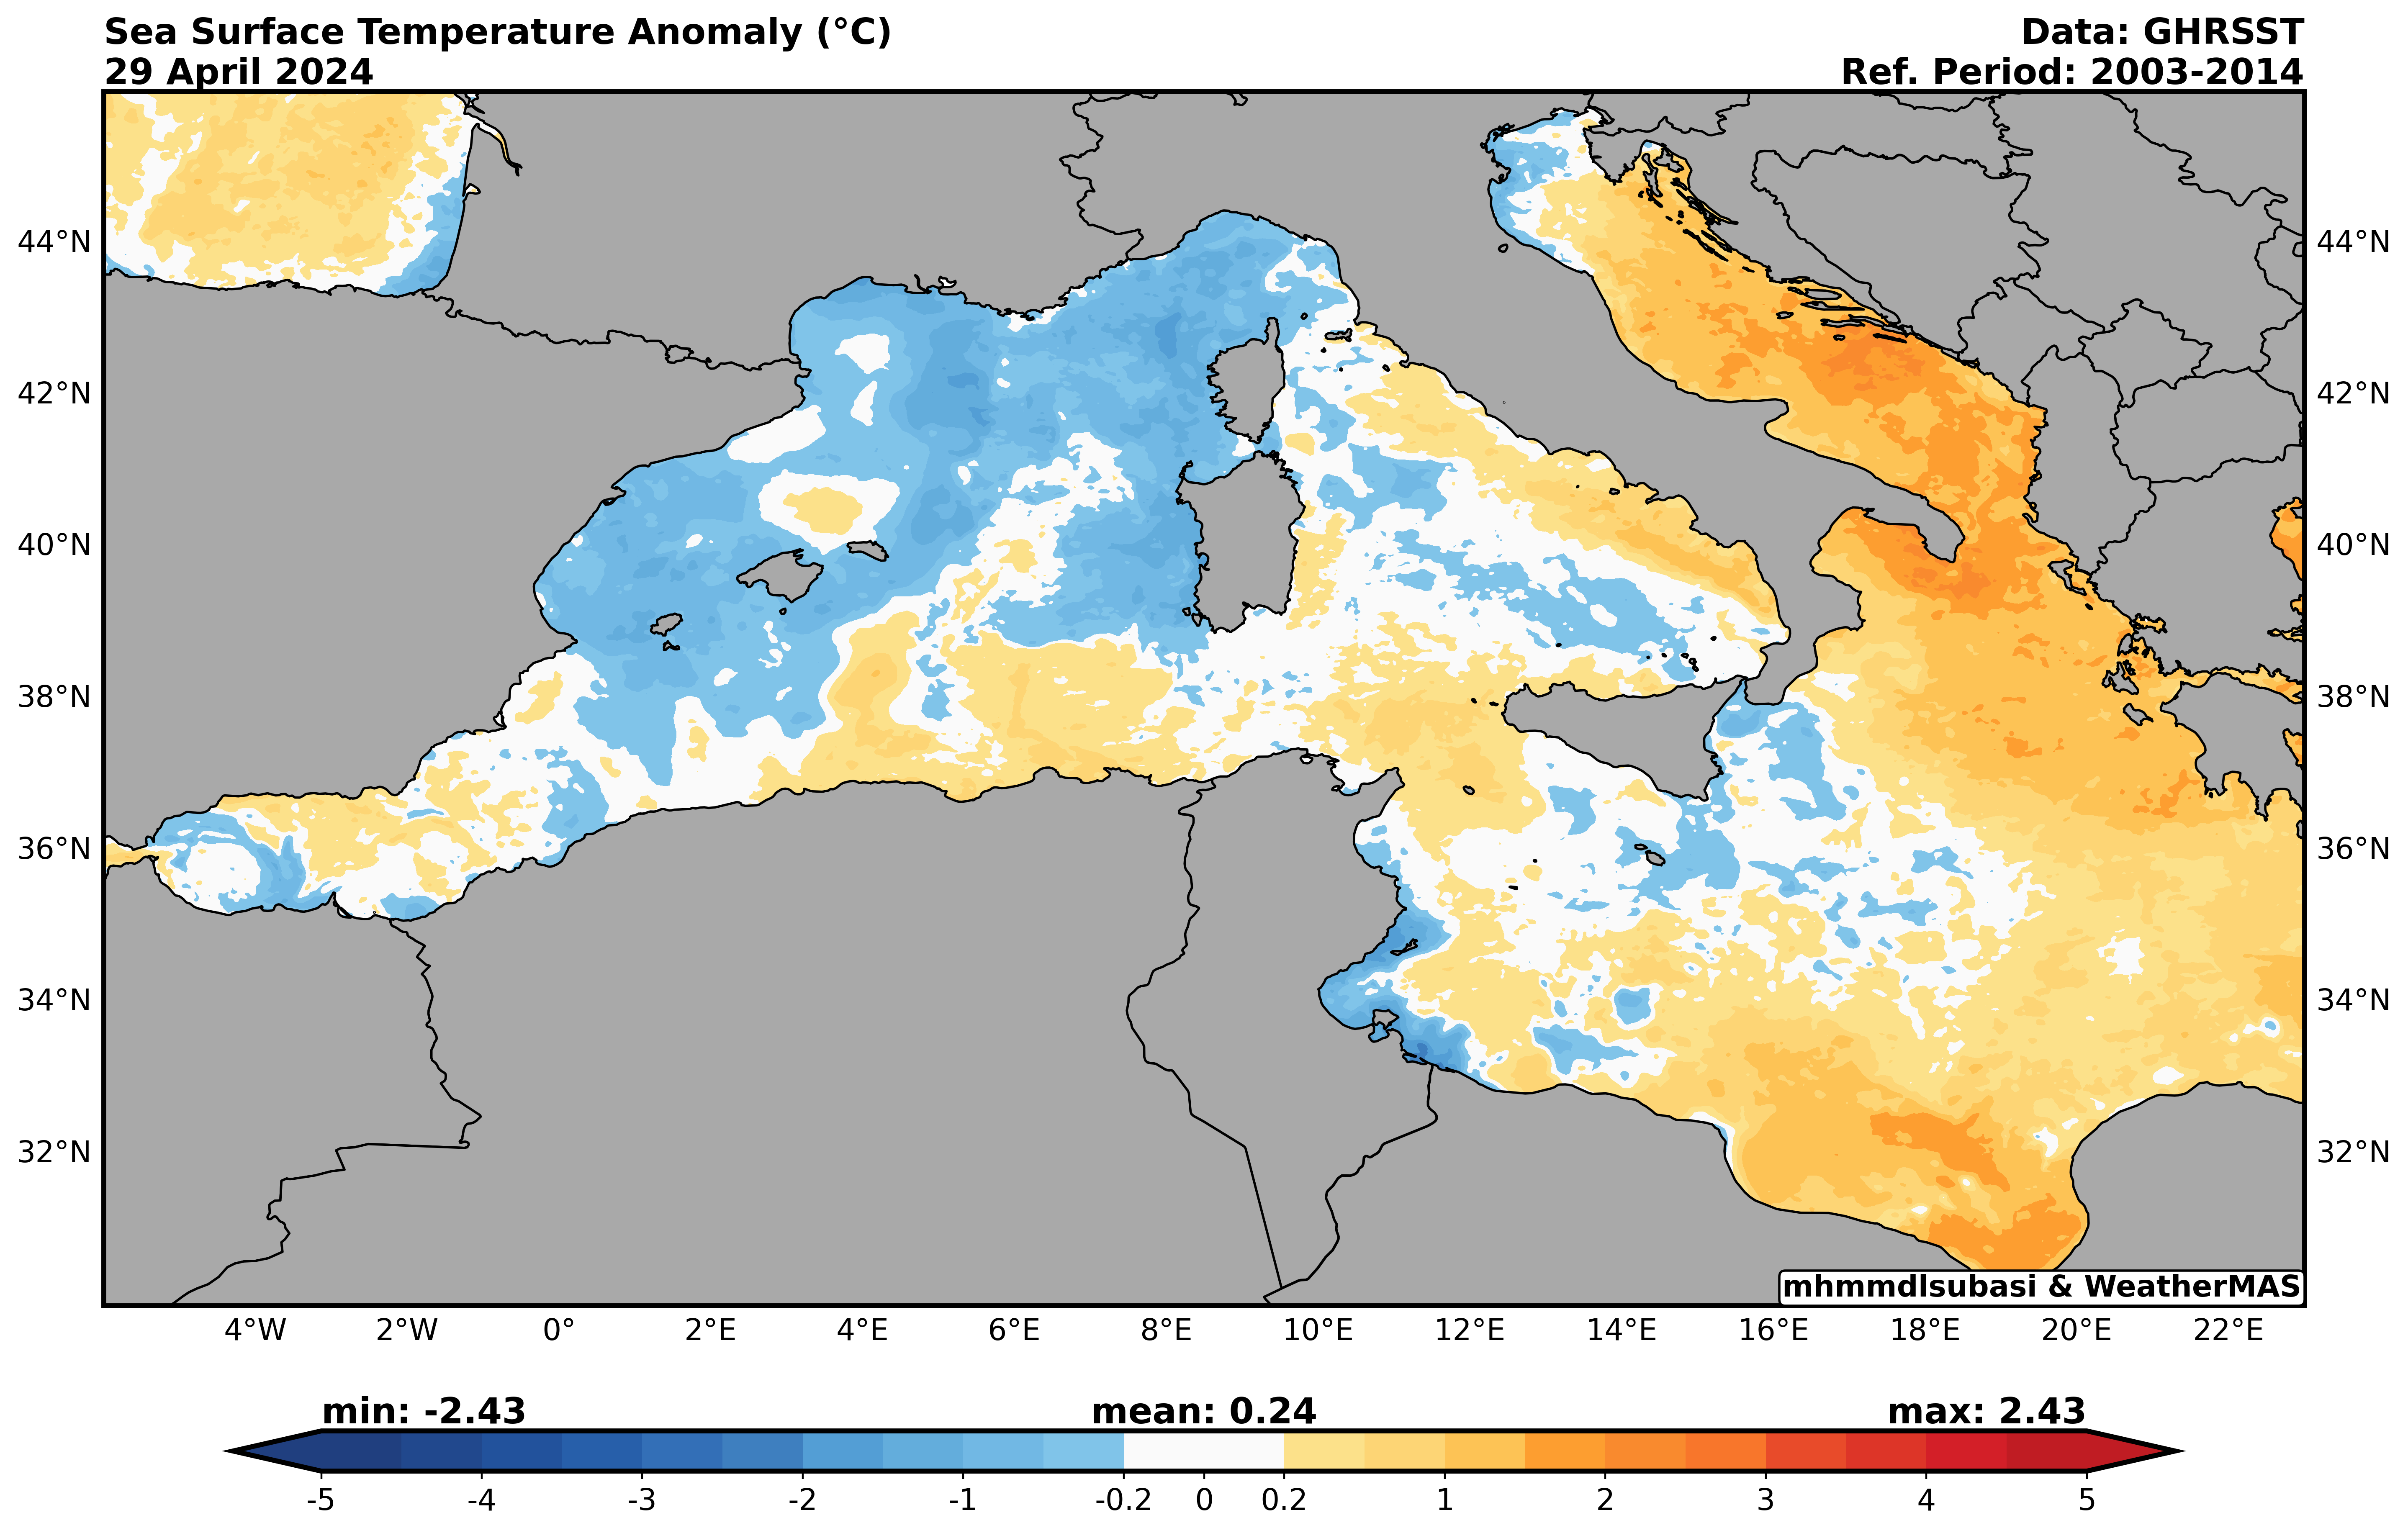 Sea Surface Temperature Anomaly (°C)
Data: GHRSST
29 April 2024
Ref. Period: 2003-2014
44°N
44°N
42°N
42°N
40°N
40°N
38°N
38°N
36°N
36°N
34°N
34°N
32°N
32°N
mhmmdlsubasi & WeatherMAS
4°W 2°W 0° 2°E 4°E 6°E 8°E 10°E 12°E 14°E 16°E 18°E 20°E 22°E
min: -2.43 mean: 0.24 max: 2.43
-5 -4 -3 -2 -1 -0.2 0 0.2 1 2 3 4 5